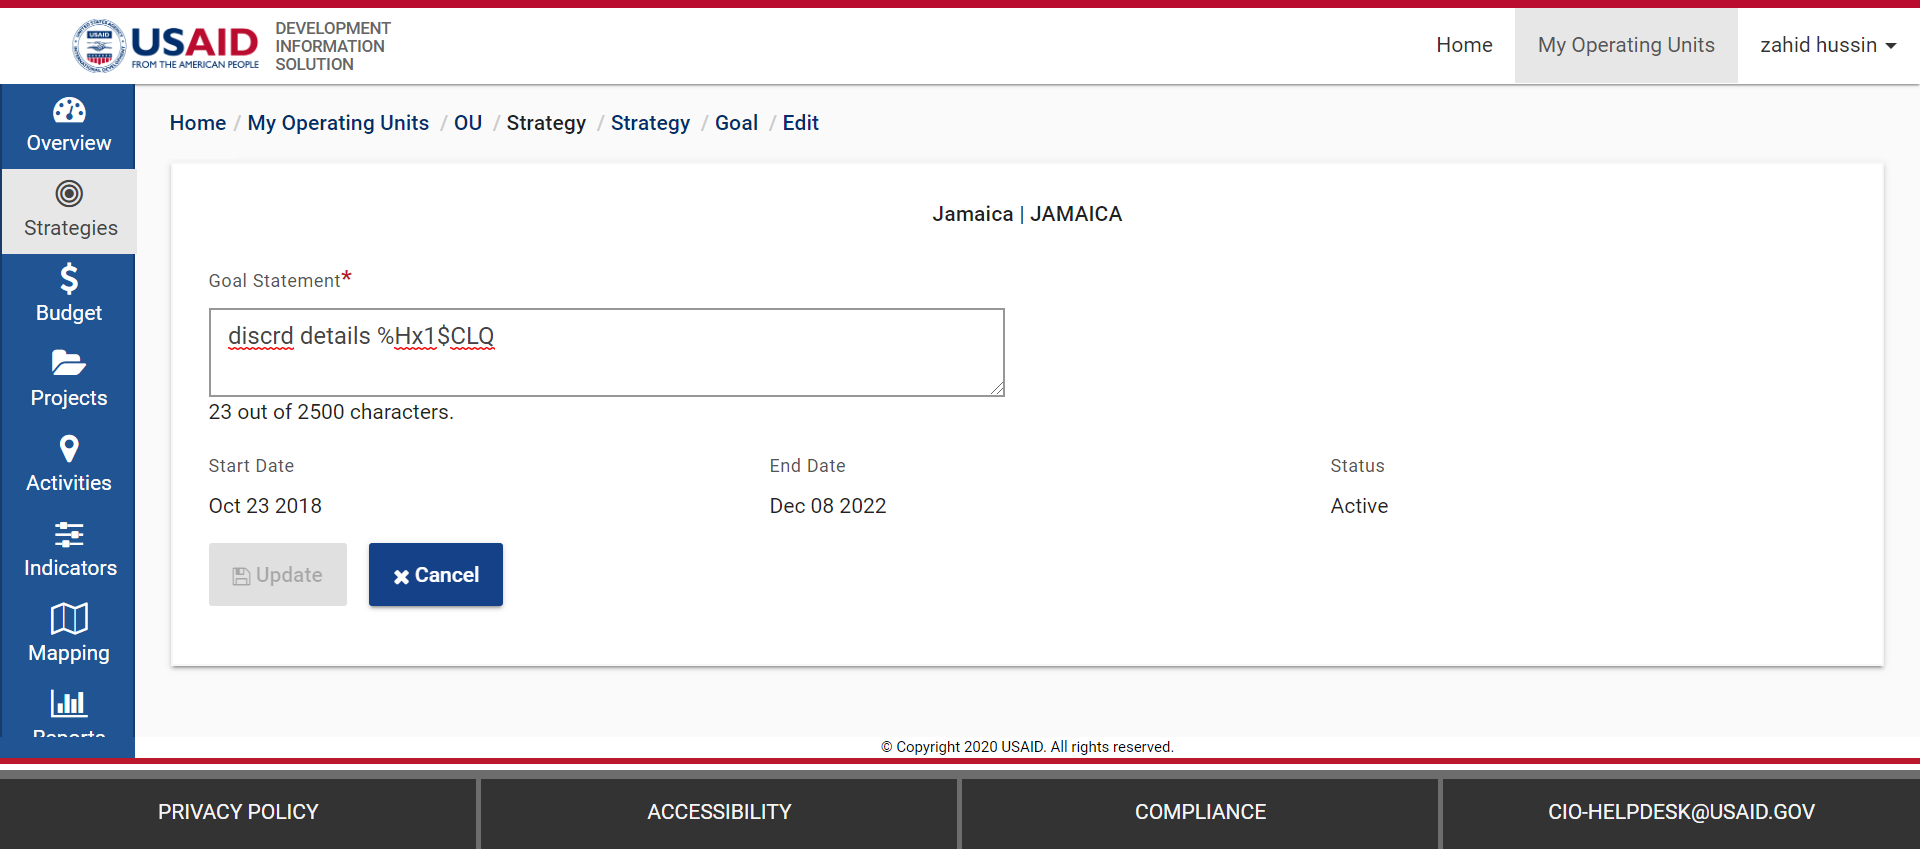 USAID
FROM THE AMERICAN PEOPLE
DEVELOPMENT
INFORMATION
SOLUTION
Home
My Operating Units
zahid hussin
Overview
Strategies
Budget
Projects
Activities
Indicators
Mapping
Reports
Home / My Operating Units / OU / Strategy / Strategy / Goal / Edit
Jamaica | JAMAICA
Goal Statement*
discrd details %Hx1$CLQ
23 out of 2500 characters.
Start Date
End Date
Status
Oct 23 2018
Dec 08 2022
Active
Update
Cancel
© Copyright 2020 USAID. All rights reserved.
PRIVACY POLICY
ACCESSIBILITY
COMPLIANCE
CIO-HELPDESK@USAID.GOV